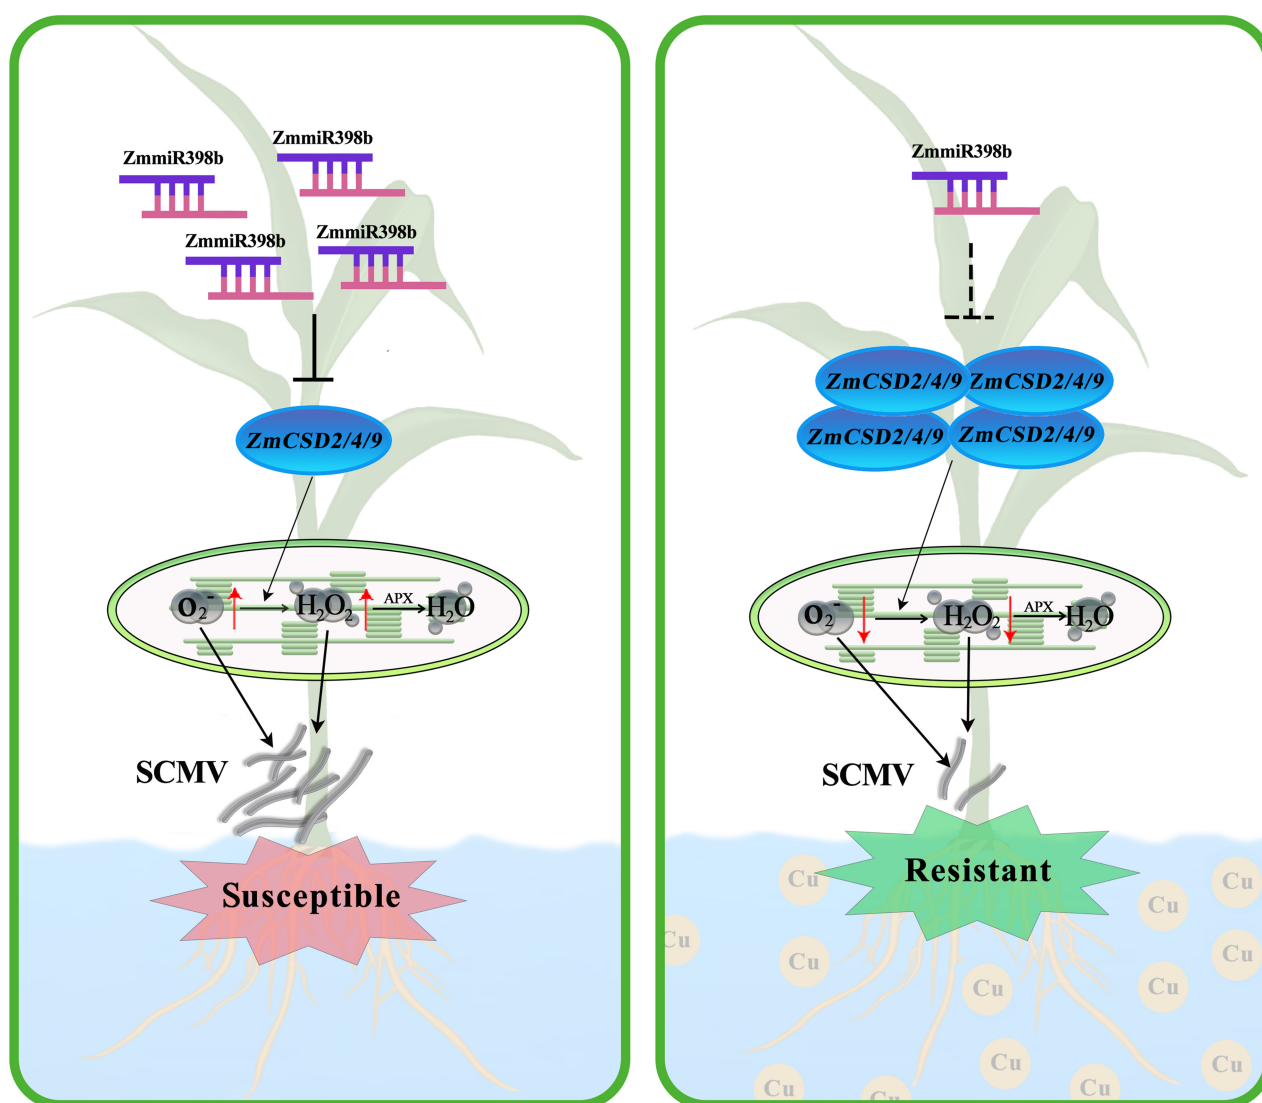 ZmmiR398b
ZmmiR398b
ZmmiR398b
ZmmiR398b
ZmCSD2/4/9
O₂⁻
H₂O₂
APX
H₂O
SCMV
Susceptible
ZmmiR398b
ZmCSD2/4/9
ZmCSD2/4/9
ZmCSD2/4/9
ZmCSD2/4/9
O₂⁻
H₂O₂
APX
H₂O
SCMV
Resistant
Cu
Cu
Cu
Cu
Cu
Cu
Cu
Cu
Cu
Cu
Cu
Cu
Cu